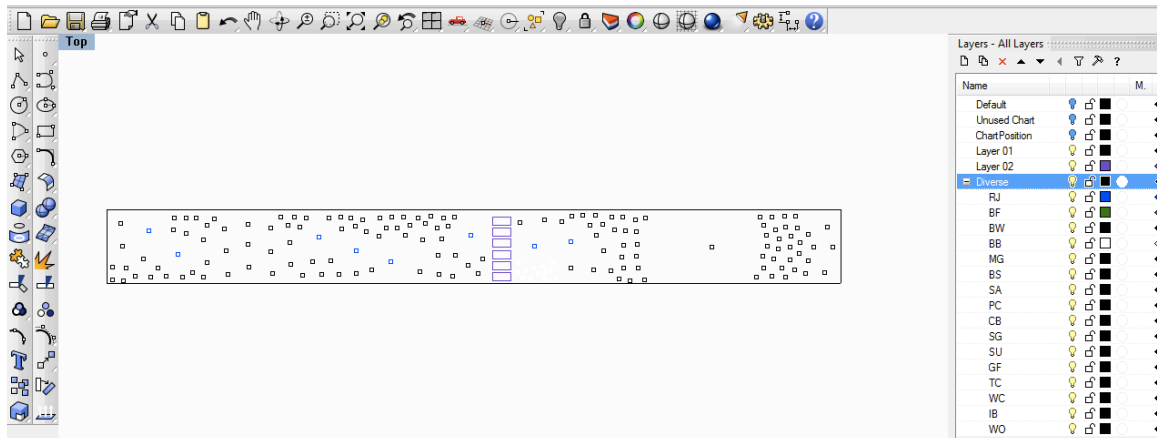 Top
Layers - All Layers
Name M.
Default
Unused Chart
ChartPosition
Layer 01
Layer 02
Diverse
RJ
BF
BW
BB
MG
BS
SA
PC
CB
SG
SU
GF
TC
WC
IB
WO